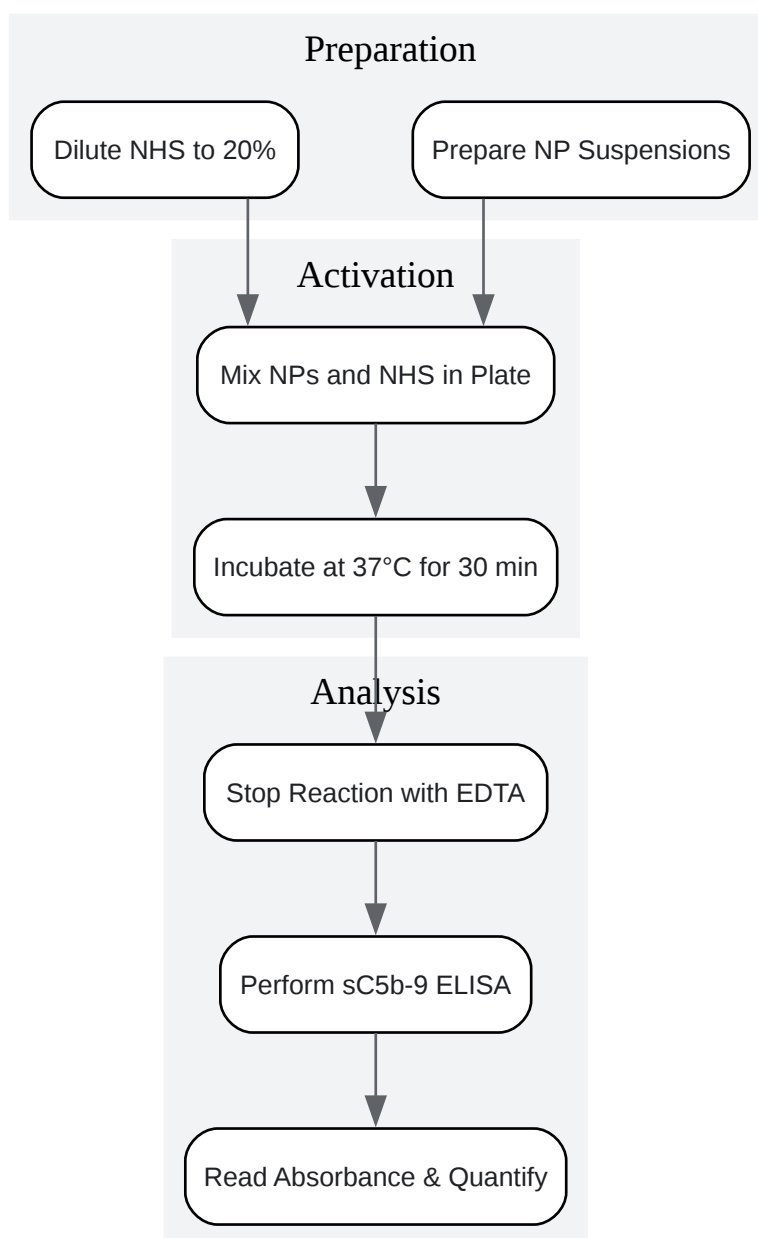 Preparation
Dilute NHS to 20%
Prepare NP Suspensions
Activation
Mix NPs and NHS in Plate
Incubate at 37°C for 30 min
Analysis
Stop Reaction with EDTA
Perform sC5b-9 ELISA
Read Absorbance & Quantify